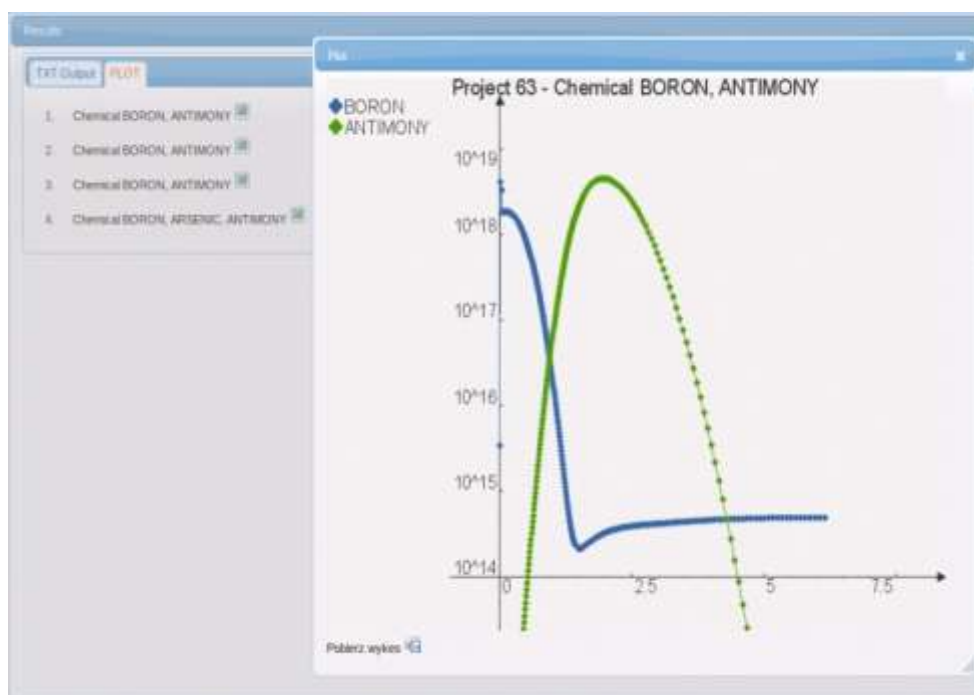 Results
TXT Output PLOT
1. Chemical BORON, ANTIMONY
2. Chemical BORON, ANTIMONY
3. Chemical BORON, ANTIMONY
4. Chemical BORON, ARSENIC, ANTIMONY
Plot
Project 63 - Chemical BORON, ANTIMONY
BORON
ANTIMONY
10^19
10^18
10^17
10^16
10^15
10^14
0 2.5 5 7.5
Pobierz wykes